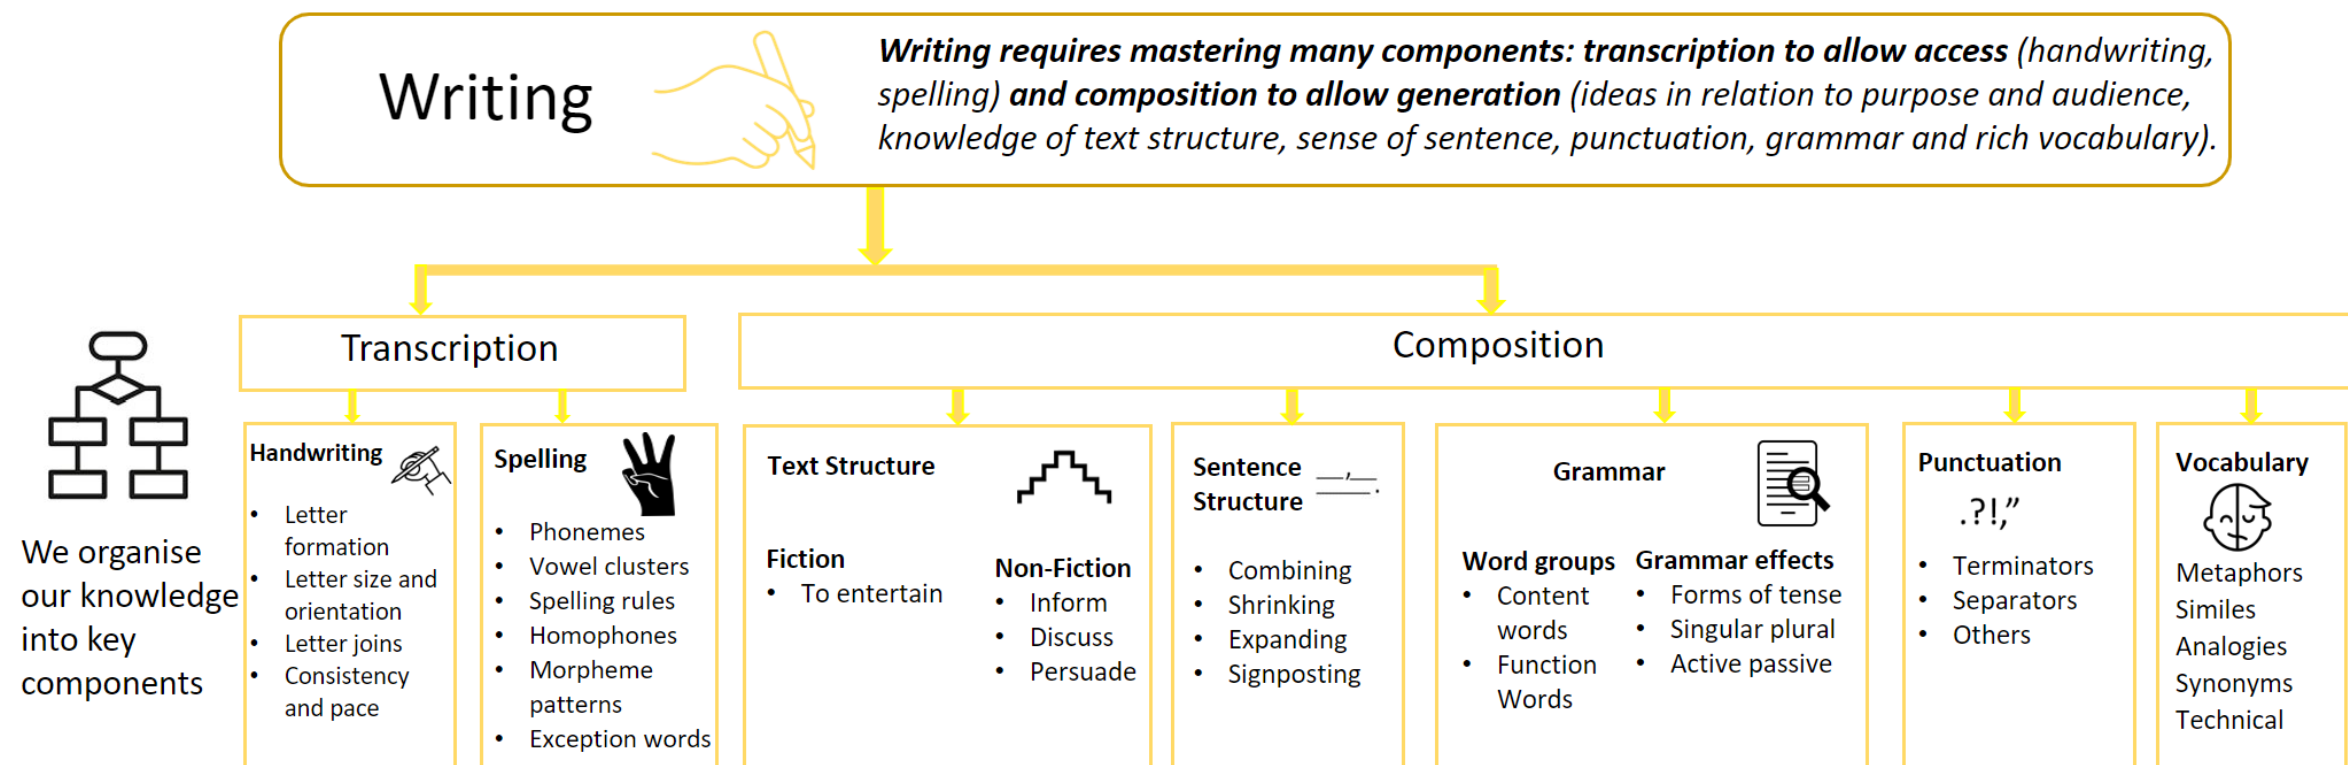 Writing
Writing requires mastering many components: transcription to allow access (handwriting,
spelling) and composition to allow generation (ideas in relation to purpose and audience,
knowledge of text structure, sense of sentence, punctuation, grammar and rich vocabulary).
We organise
our knowledge
into key
components
Transcription
Handwriting
• Letter
formation
• Letter size and
orientation
• Letter joins
• Consistency
and pace
Spelling
• Phonemes
• Vowel clusters
• Spelling rules
• Homophones
• Morpheme
patterns
• Exception words
Composition
Text Structure
Fiction
• To entertain
Non-Fiction
• Inform
• Discuss
• Persuade
Sentence
Structure
• Combining
• Shrinking
• Expanding
• Signposting
Grammar
Word groups
• Content
words
• Function
Words
Grammar effects
• Forms of tense
• Singular plural
• Active passive
Punctuation
.?!,”
• Terminators
• Separators
• Others
Vocabulary
Metaphors
Similes
Analogies
Synonyms
Technical